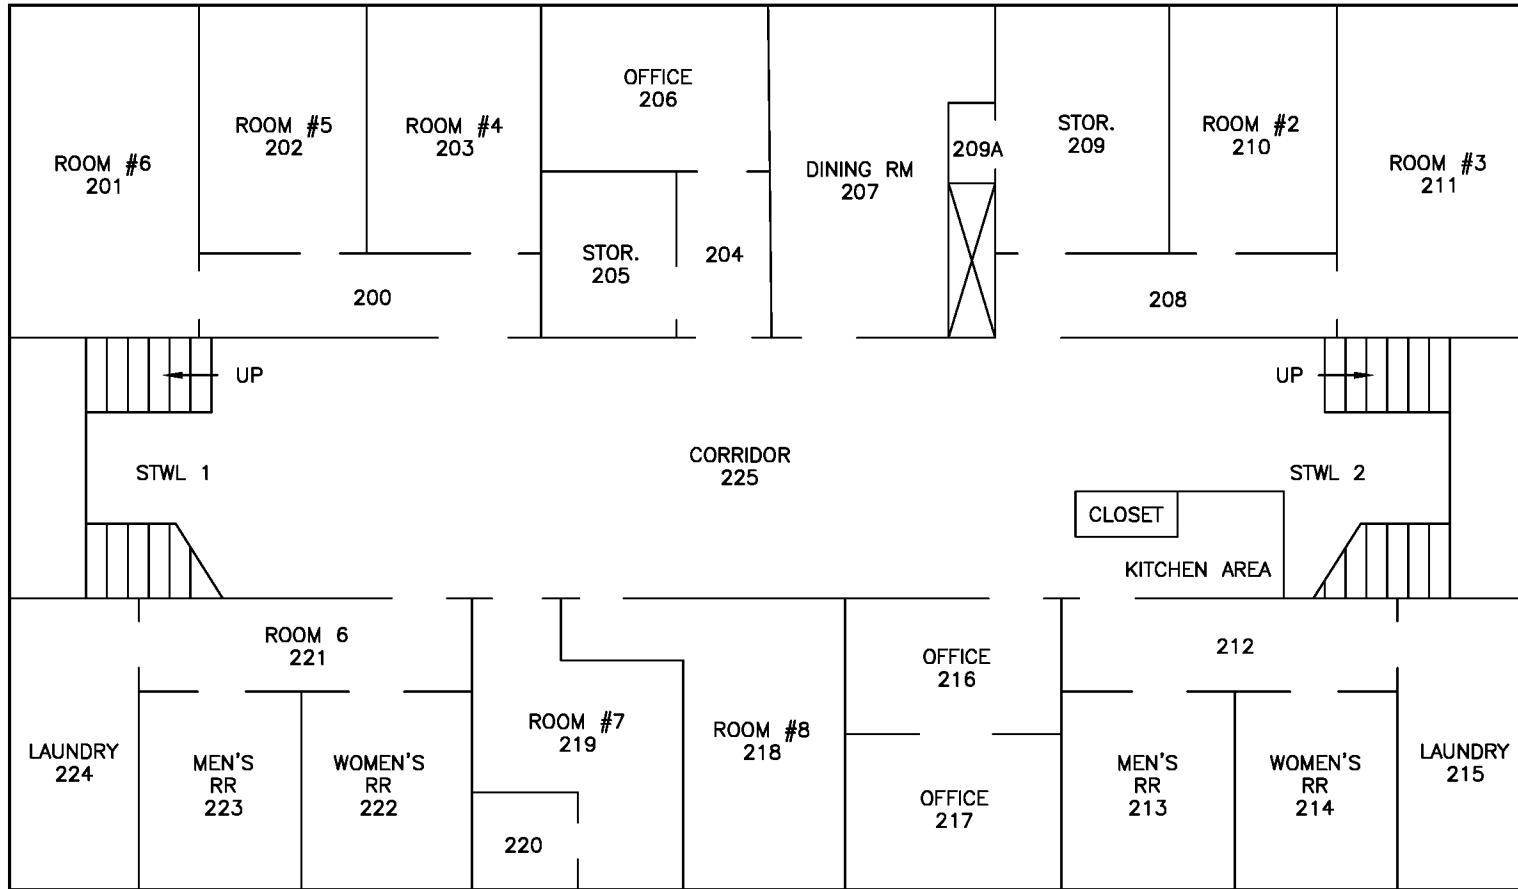 ROOM #6
201
ROOM #5
202
ROOM #4
203
OFFICE
206
DINING RM
207
209A
STOR.
209
ROOM #2
210
ROOM #3
211
STOR.
205
204
200
208
UP
UP
STWL 1
CORRIDOR
225
STWL 2
CLOSET
KITCHEN AREA
ROOM 6
221
212
OFFICE
216
LAUNDRY
224
MEN'S
RR
223
WOMEN'S
RR
222
ROOM #7
219
220
ROOM #8
218
OFFICE
217
MEN'S
RR
213
WOMEN'S
RR
214
LAUNDRY
215